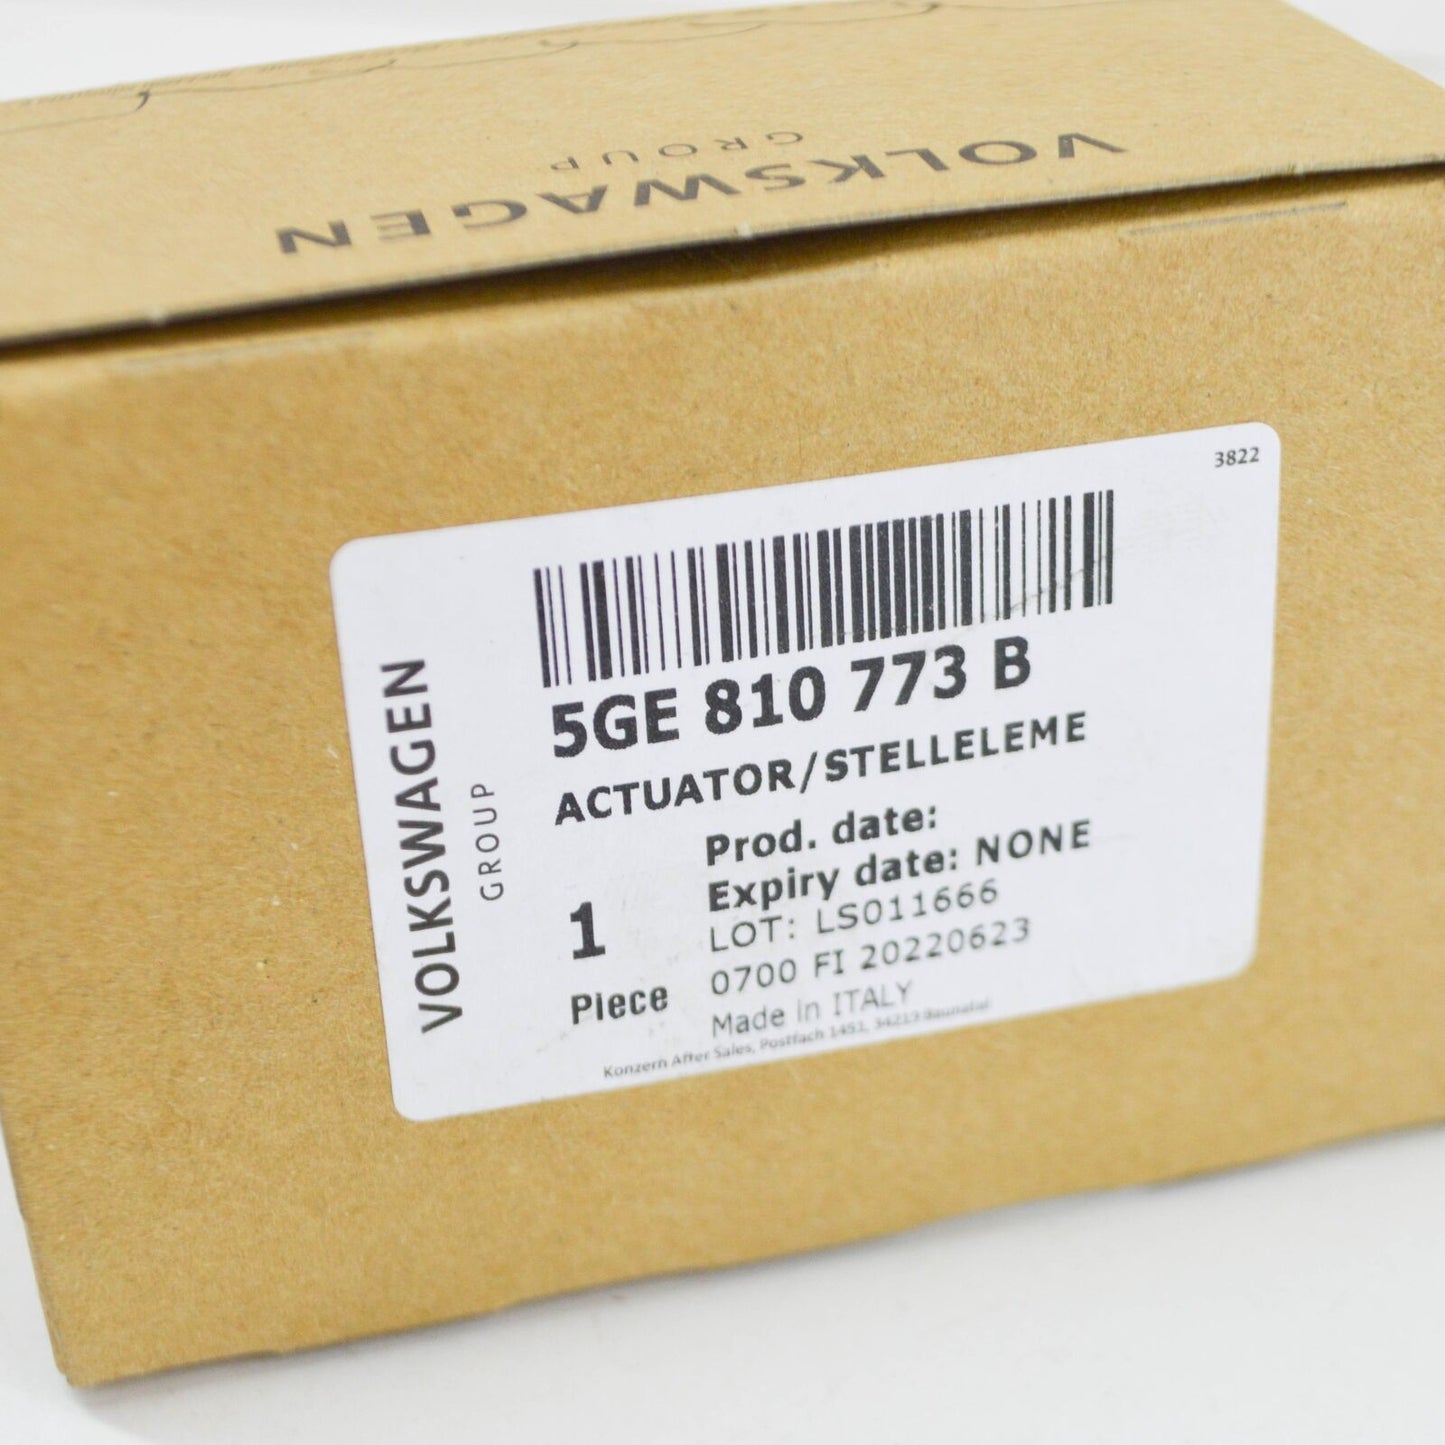 VOLKSWAGEN
GROUP
3822
5GE 810 773 B
ACTUATOR/STELLELEME
Prod. date:
Expiry date: NONE
LOT: LS011666
0700 FI 20220623
Made in ITALY
1
Piece
VOLKSWAGEN
GROUP
Konzern After Sales, Postfach 1451, 34213 Baunatal